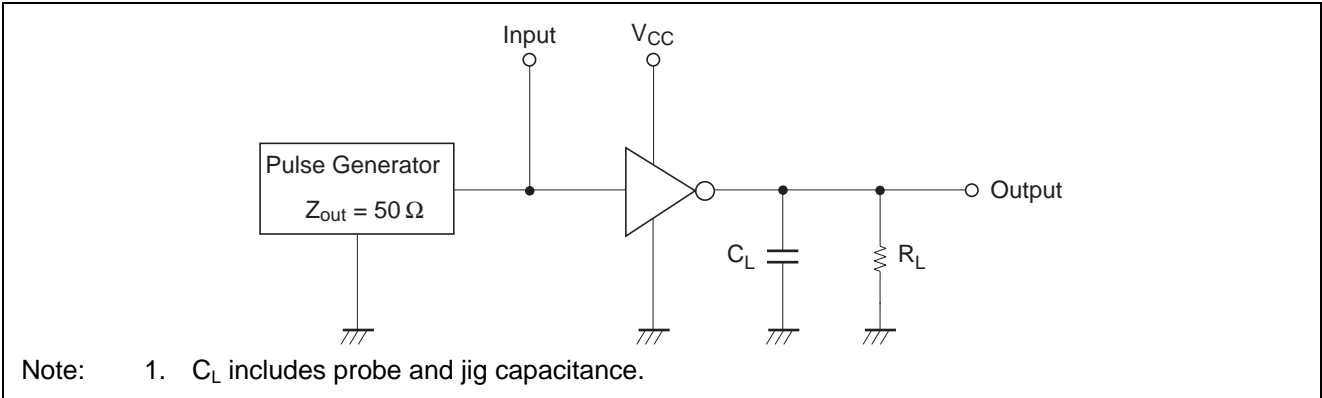 Input
V_CC
Pulse Generator
Z_out = 50 Ω
Output
C_L
R_L
Note: 1. C_L includes probe and jig capacitance.